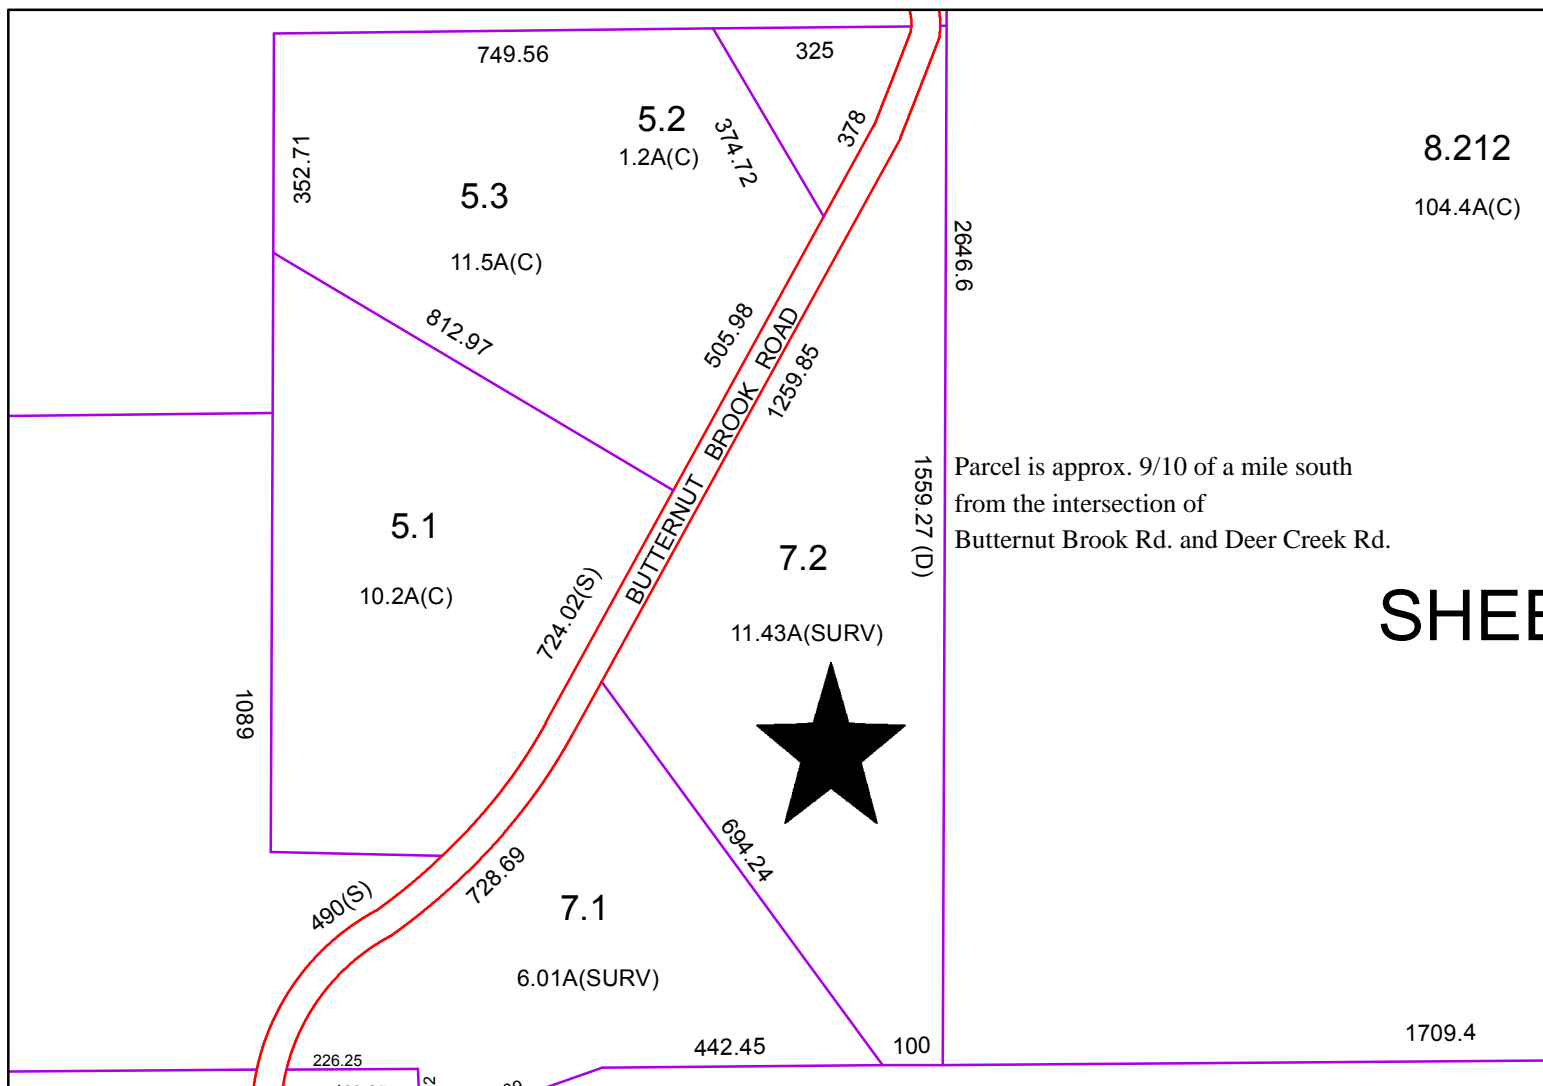 749.56
325
5.2
1.2A(C)
374.72
378
352.71
5.3
11.5A(C)
8.212
104.4A(C)
2646.6
812.97
505.98
1259.85
BUTTERNUT BROOK ROAD
1559.27 (D)
Parcel is approx. 9/10 of a mile south
from the intersection of
Butternut Brook Rd. and Deer Creek Rd.
5.1
10.2A(C)
7.2
11.43A(SURV)
724.02(S)
1089
694.24
728.69
490(S)
7.1
6.01A(SURV)
442.45
100
1709.4
226.25